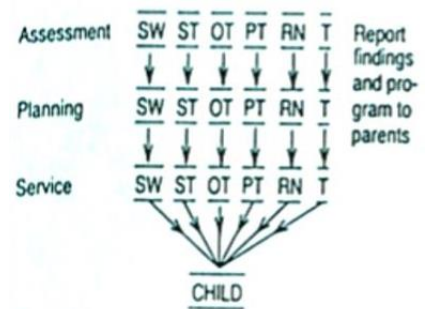 Assessment SW ST OT PT RN T Report
findings
and pro-
Planning SW ST OT PT RN T gram to
parents
Service SW ST OT PT RN T
CHILD